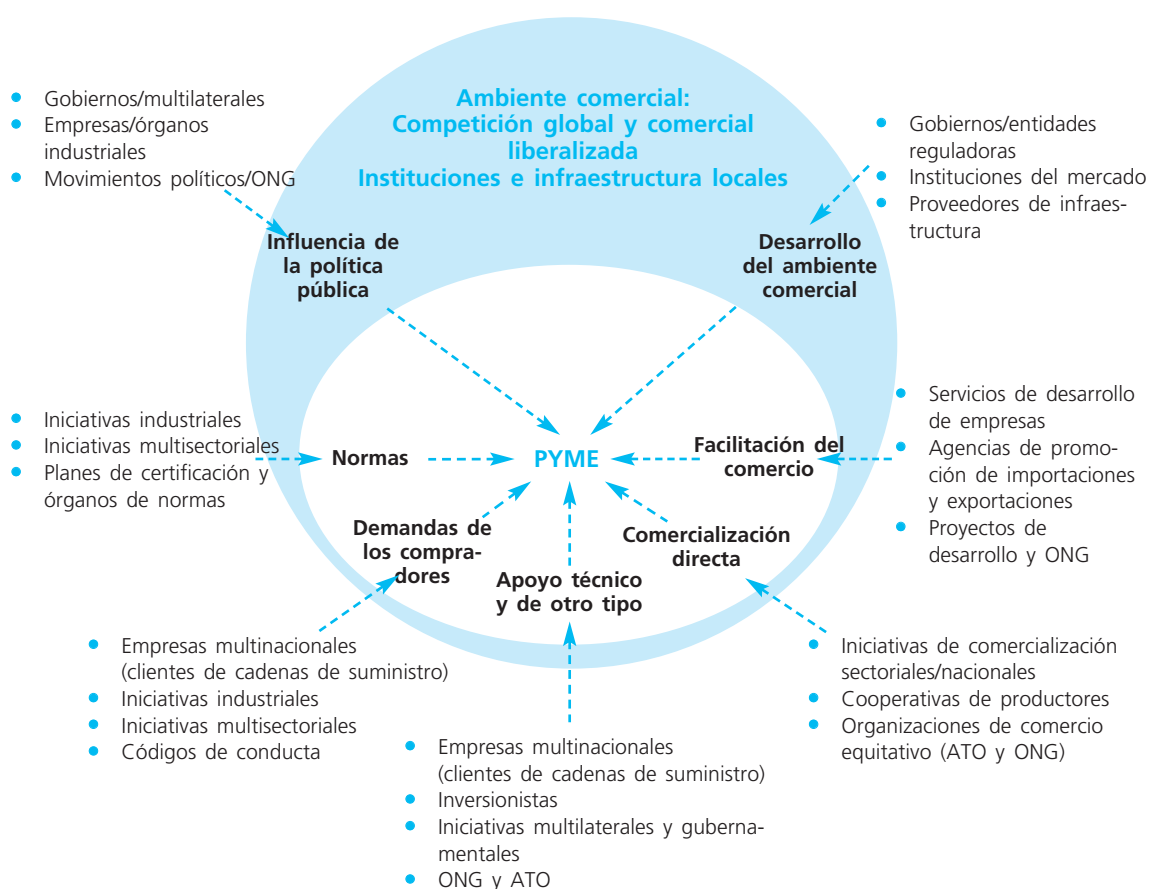 Ambiente comercial:
Competición global y comercial
liberalizada
Instituciones e infraestructura locales
Gobiernos/multilaterales
Empresas/órganos
industriales
Movimientos políticos/ONG
Gobiernos/entidades
reguladoras
Instituciones del mercado
Proveedores de infraes-
tructura
Influencia de
la política
pública
Desarrollo
del ambiente
comercial
Iniciativas industriales
Iniciativas multisectoriales
Planes de certificación y
órganos de normas
Normas
PYME
Facilitación del
comercio
Servicios de desarrollo
de empresas
Agencias de promo-
ción de importaciones
y exportaciones
Proyectos de
desarrollo y ONG
Demandas de
los compra-
dores
Apoyo técnico
y de otro tipo
Comercialización
directa
Empresas multinacionales
(clientes de cadenas de suministro)
Iniciativas industriales
Iniciativas multisectoriales
Códigos de conducta
Empresas multinacionales
(clientes de cadenas de suministro)
Inversionistas
Iniciativas multilaterales y guberna-
mentales
ONG y ATO
Iniciativas de comercialización
sectoriales/nacionales
Cooperativas de productores
Organizaciones de comercio
equitativo (ATO y ONG)